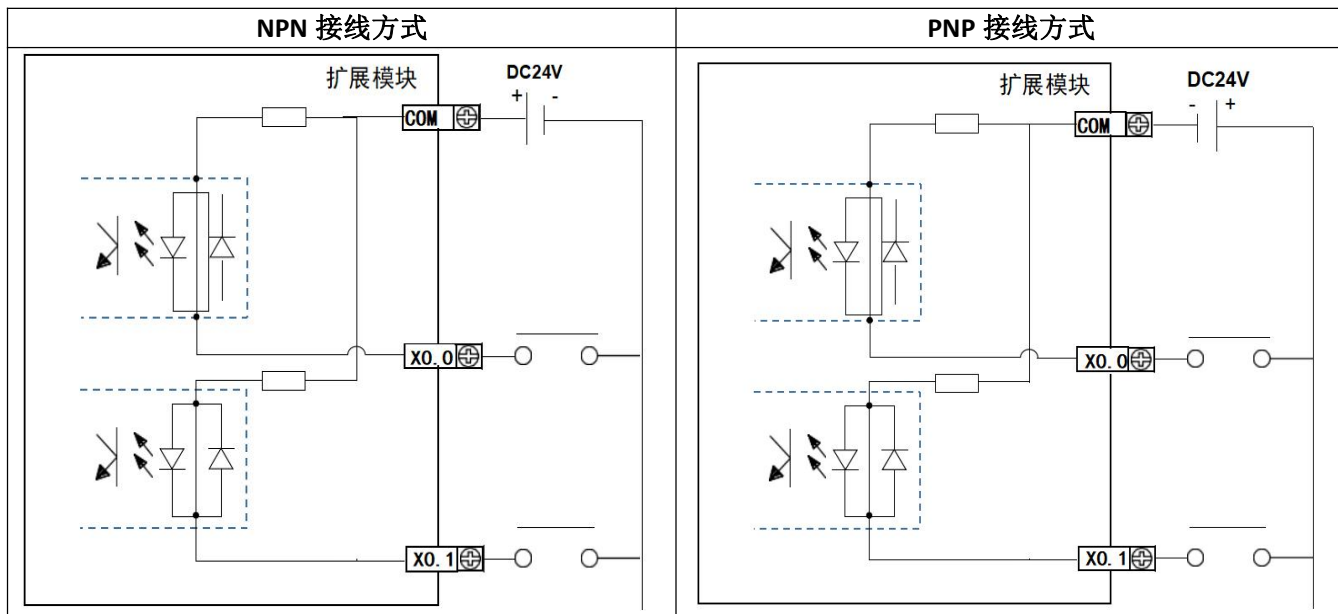 NPN 接线方式
PNP 接线方式
扩展模块
DC24V
+ -
COM
X0.0
X0.1
扩展模块
DC24V
- +
COM
X0.0
X0.1